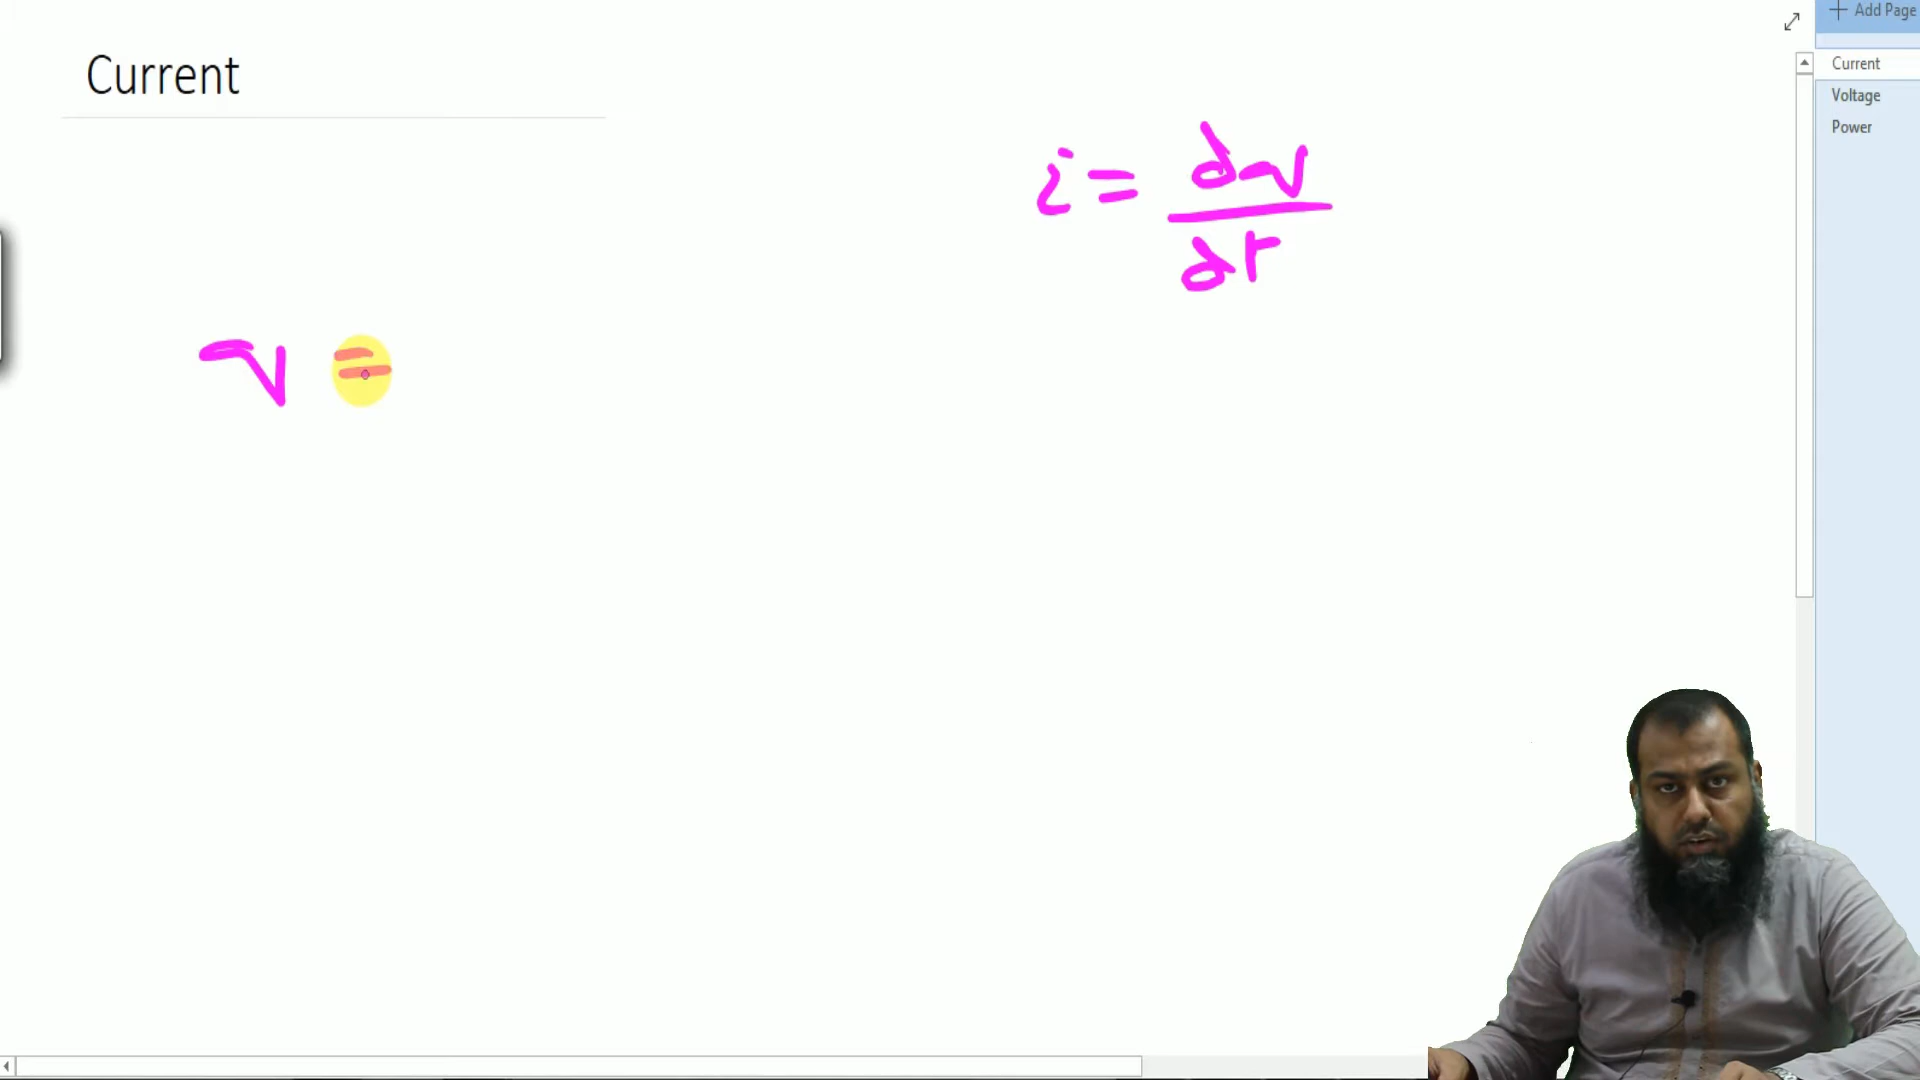 Add Page
Current
Current
Voltage
Power
i = dq/dt
q =